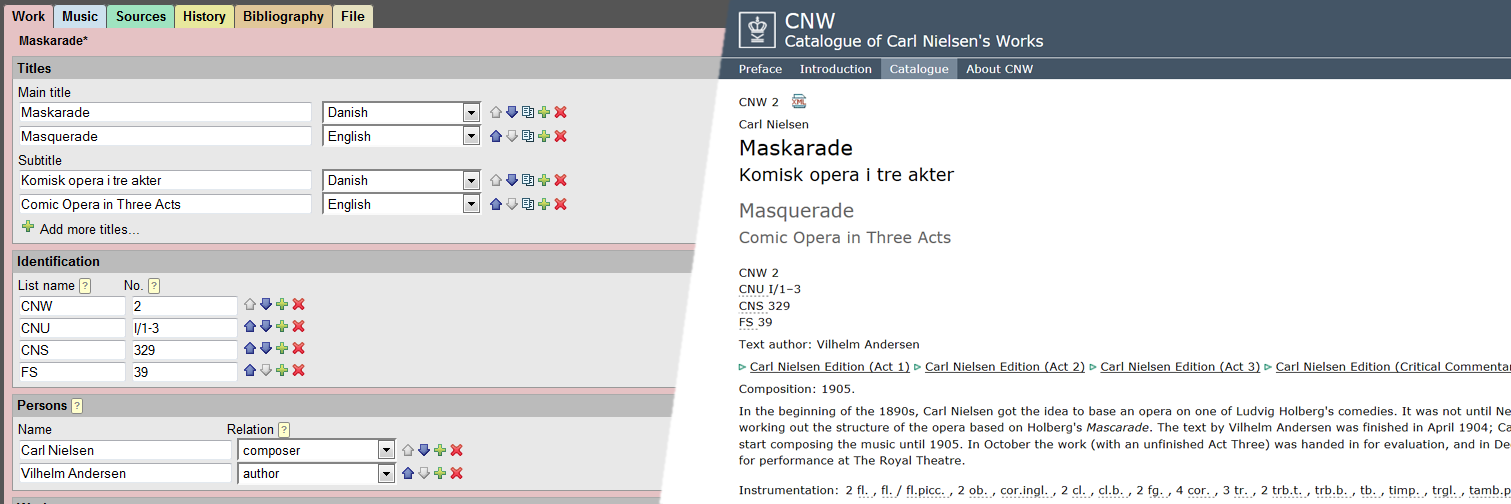 Work Music Sources History Bibliography File
Maskarade*
Titles
Main title
Maskarade Danish
Masquerade English
Subtitle
Komisk opera i tre akter Danish
Comic Opera in Three Acts English
Add more titles...
Identification
List name ? No. ?
CNW 2
CNU I/1-3
CNS 329
FS 39
Persons ?
Name Relation ?
Carl Nielsen composer
Vilhelm Andersen author
CNW
Catalogue of Carl Nielsen's Works
Preface Introduction Catalogue About CNW
CNW 2 XML
Carl Nielsen
Maskarade
Komisk opera i tre akter
Masquerade
Comic Opera in Three Acts
CNW 2
CNU I/1–3
CNS 329
FS 39
Text author: Vilhelm Andersen
Carl Nielsen Edition (Act 1) Carl Nielsen Edition (Act 2) Carl Nielsen Edition (Act 3) Carl Nielsen Edition (Critical Commentar
Composition: 1905.
In the beginning of the 1890s, Carl Nielsen got the idea to base an opera on one of Ludvig Holberg's comedies. It was not until Ne
working out the structure of the opera based on Holberg's Mascarade. The text by Vilhelm Andersen was finished in April 1904; Ca
start composing the music until 1905. In October the work (with an unfinished Act Three) was handed in for evaluation, and in De
for performance at The Royal Theatre.
Instrumentation: 2 fl. , fl. / fl.picc. , 2 ob. , cor.ingl. , 2 cl. , cl.b. , 2 fg. , 4 cor. , 3 tr. , 2 trb.t. , trb.b. , tb. , timp. , trgl. , tamb.p